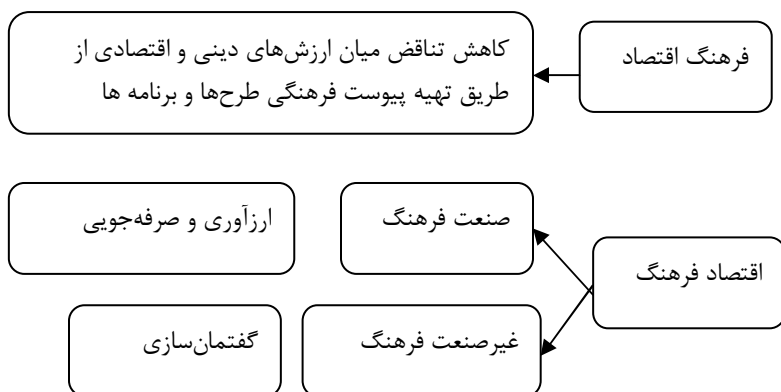 فرهنگ اقتصاد
کاهش تناقض میان ارزش‌های دینی و اقتصادی از
طریق تهیه پیوست فرهنگی طرح‌ها و برنامه ها
اقتصاد فرهنگ
صنعت فرهنگ
ارزآوری و صرفه‌جویی
غیرصنعت فرهنگ
گفتمان‌سازی